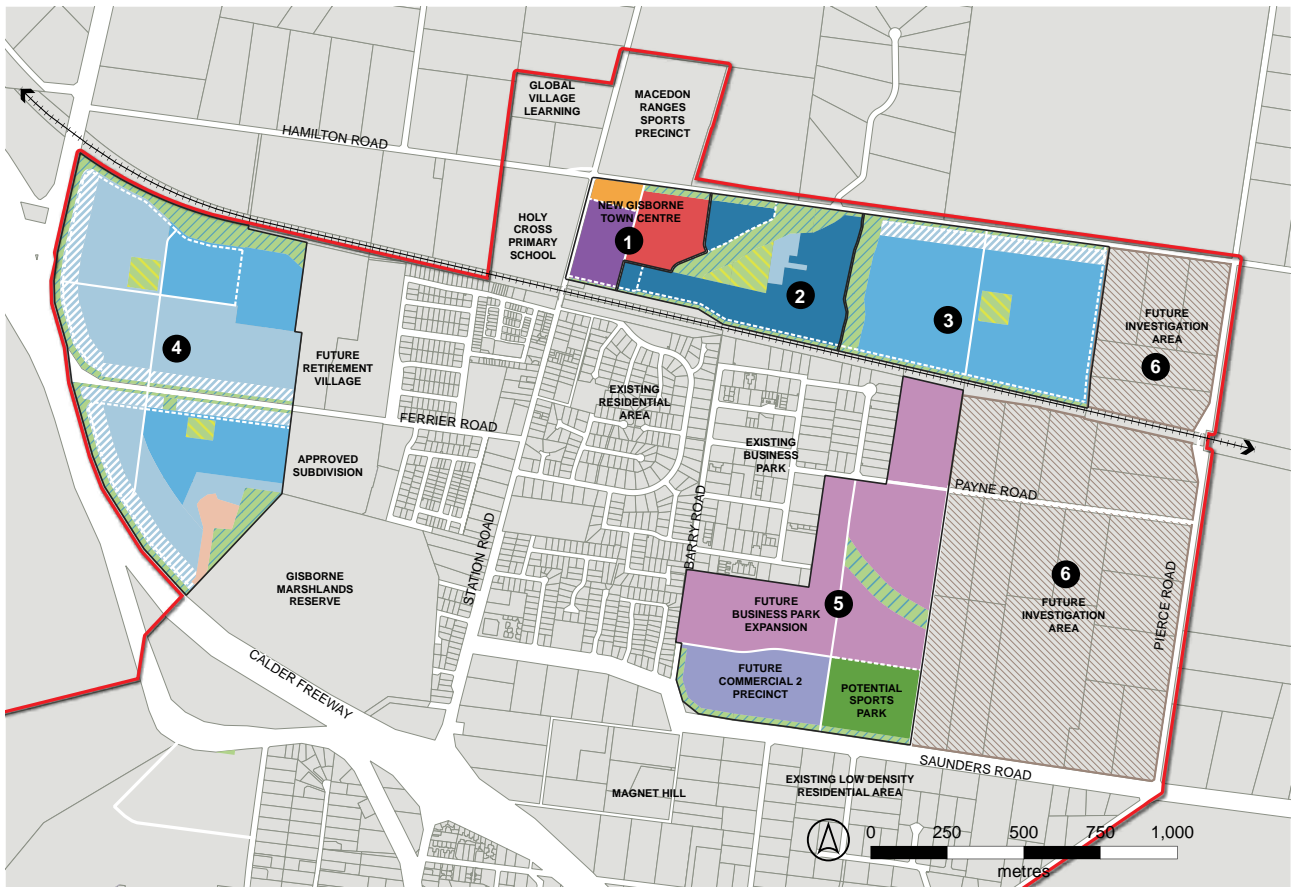 GLOBAL
VILLAGE
LEARNING
MACEDON
RANGES
SPORTS
PRECINCT
HAMILTON ROAD
HOLY
CROSS
PRIMARY
SCHOOL
NEW GISBORNE
TOWN CENTRE
1
2
3
FUTURE
INVESTIGATION
AREA
6
4
FUTURE
RETIREMENT
VILLAGE
EXISTING
RESIDENTIAL
AREA
FERRIER ROAD
EXISTING
BUSINESS
PARK
APPROVED
SUBDIVISION
PAYNE ROAD
BARRY ROAD
STATION ROAD
GISBORNE
MARSHLANDS
RESERVE
6
FUTURE
INVESTIGATION
AREA
PIERCE ROAD
5
FUTURE
BUSINESS PARK
EXPANSION
CALDER FREEWAY
FUTURE
COMMERCIAL 2
PRECINCT
POTENTIAL
SPORTS
PARK
SAUNDERS ROAD
MAGNET HILL
EXISTING LOW DENSITY
RESIDENTIAL AREA
0 250 500 750 1,000
metres